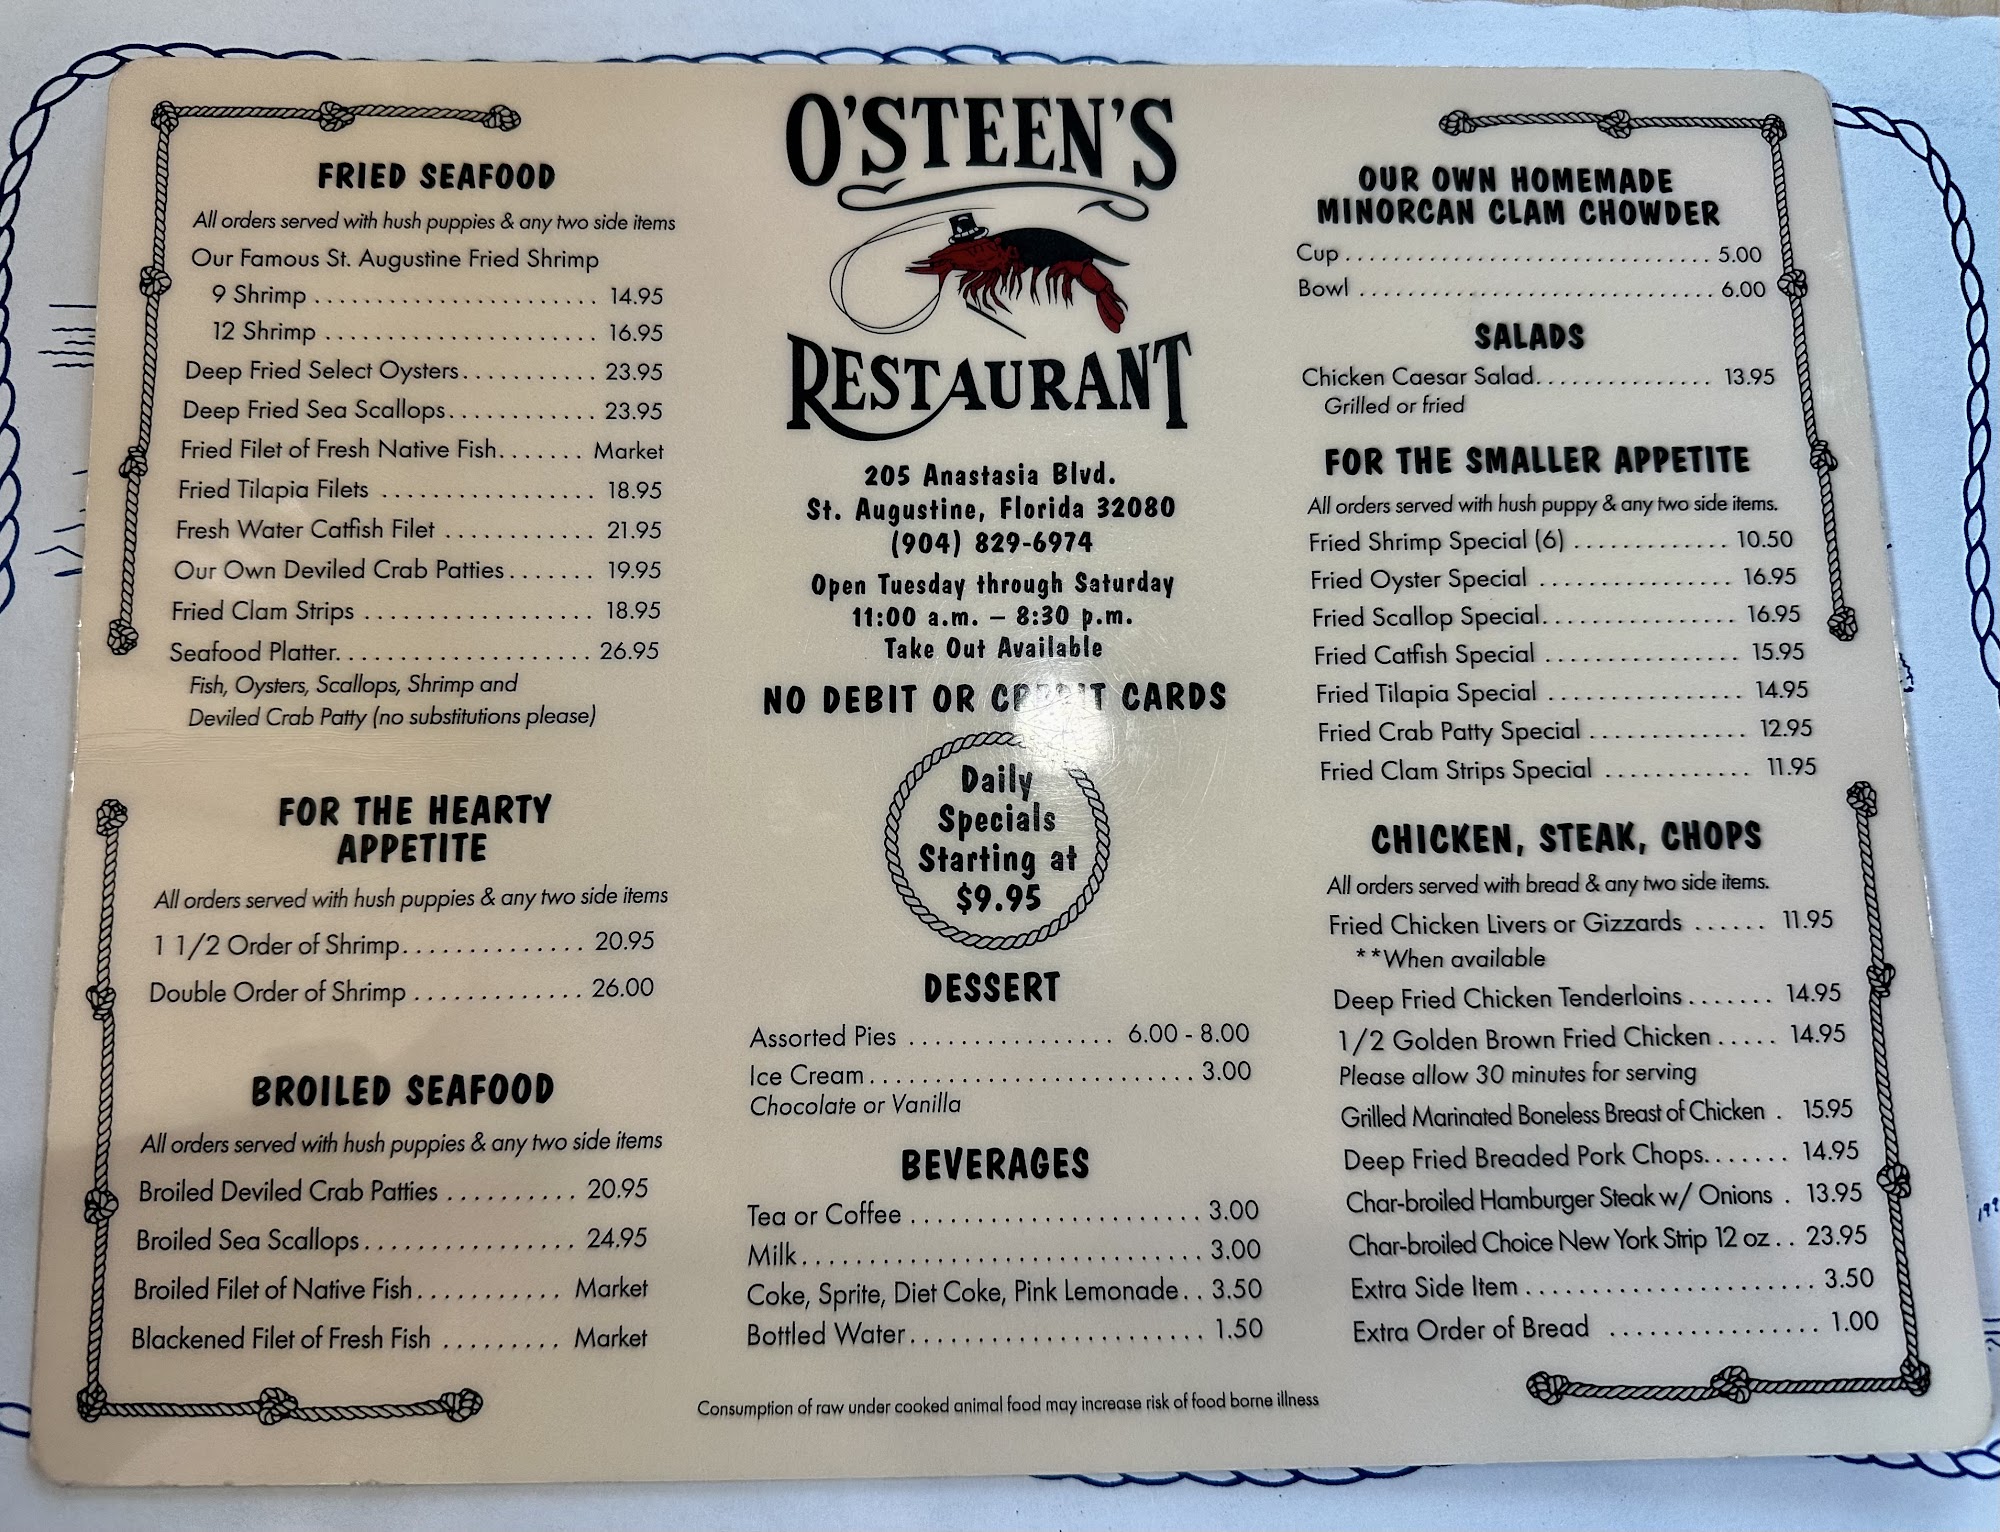 FRIED SEAFOOD
All orders served with hush puppies & any two side items
Our Famous St. Augustine Fried Shrimp
9 Shrimp ........................ 14.95
12 Shrimp ....................... 16.95
Deep Fried Select Oysters........... 23.95
Deep Fried Sea Scallops............ 23.95
Fried Filet of Fresh Native Fish....... Market
Fried Tilapia Filets .................. 18.95
Fresh Water Catfish Filet ............ 21.95
Our Own Deviled Crab Patties....... 19.95
Fried Clam Strips ................... 18.95
Seafood Platter..................... 26.95
Fish, Oysters, Scallops, Shrimp and
Deviled Crab Patty (no substitutions please)
FOR THE HEARTY
APPETITE
All orders served with hush puppies & any two side items
1 1/2 Order of Shrimp............... 20.95
Double Order of Shrimp .............. 26.00
BROILED SEAFOOD
All orders served with hush puppies & any two side items
Broiled Deviled Crab Patties .......... 20.95
Broiled Sea Scallops................. 24.95
Broiled Filet of Native Fish........... Market
Blackened Filet of Fresh Fish ......... Market
O'STEEN'S
RESTAURANT
205 Anastasia Blvd.
St. Augustine, Florida 32080
(904) 829-6974
Open Tuesday through Saturday
11:00 a.m. – 8:30 p.m.
Take Out Available
NO DEBIT OR CREDIT CARDS
Daily
Specials
Starting at
$9.95
DESSERT
Assorted Pies ................ 6.00 - 8.00
Ice Cream......................... 3.00
Chocolate or Vanilla
BEVERAGES
Tea or Coffee ...................... 3.00
Milk............................... 3.00
Coke, Sprite, Diet Coke, Pink Lemonade.. 3.50
Bottled Water...................... 1.50
Consumption of raw under cooked animal food may increase risk of food borne illness
OUR OWN HOMEMADE
MINORCAN CLAM CHOWDER
Cup............................... 5.00
Bowl .............................. 6.00
SALADS
Chicken Caesar Salad............... 13.95
Grilled or fried
FOR THE SMALLER APPETITE
All orders served with hush puppy & any two side items.
Fried Shrimp Special (6) ............. 10.50
Fried Oyster Special ................ 16.95
Fried Scallop Special................ 16.95
Fried Catfish Special ................ 15.95
Fried Tilapia Special ................ 14.95
Fried Crab Patty Special ............. 12.95
Fried Clam Strips Special ............ 11.95
CHICKEN, STEAK, CHOPS
All orders served with bread & any two side items.
Fried Chicken Livers or Gizzards ...... 11.95
**When available
Deep Fried Chicken Tenderloins....... 14.95
1/2 Golden Brown Fried Chicken ..... 14.95
Please allow 30 minutes for serving
Grilled Marinated Boneless Breast of Chicken . 15.95
Deep Fried Breaded Pork Chops....... 14.95
Char-broiled Hamburger Steak w/ Onions . 13.95
Char-broiled Choice New York Strip 12 oz.. 23.95
Extra Side Item ........................ 3.50
Extra Order of Bread ................. 1.00